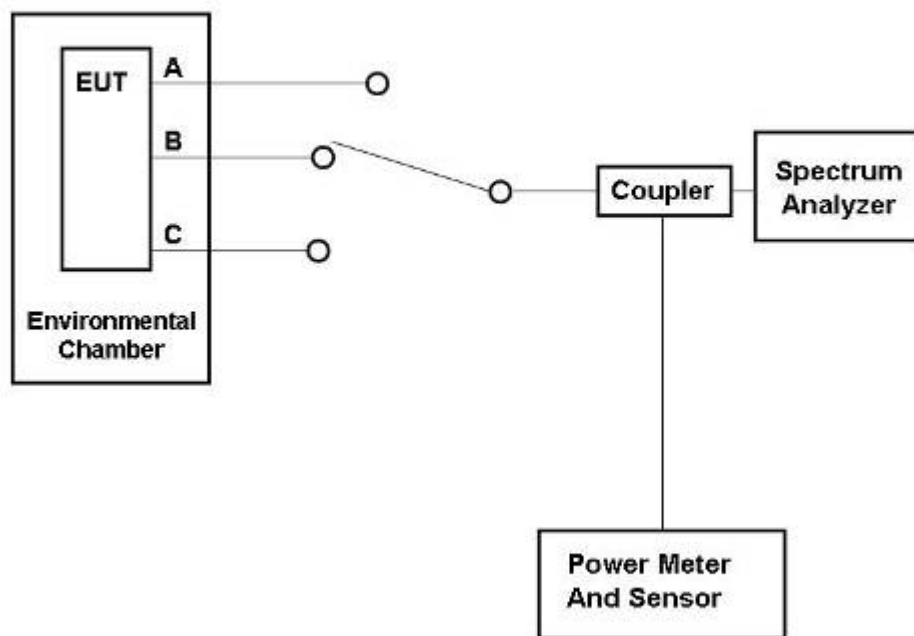 EUT
A
B
C
Environmental
Chamber
Coupler
Spectrum
Analyzer
Power Meter
And Sensor